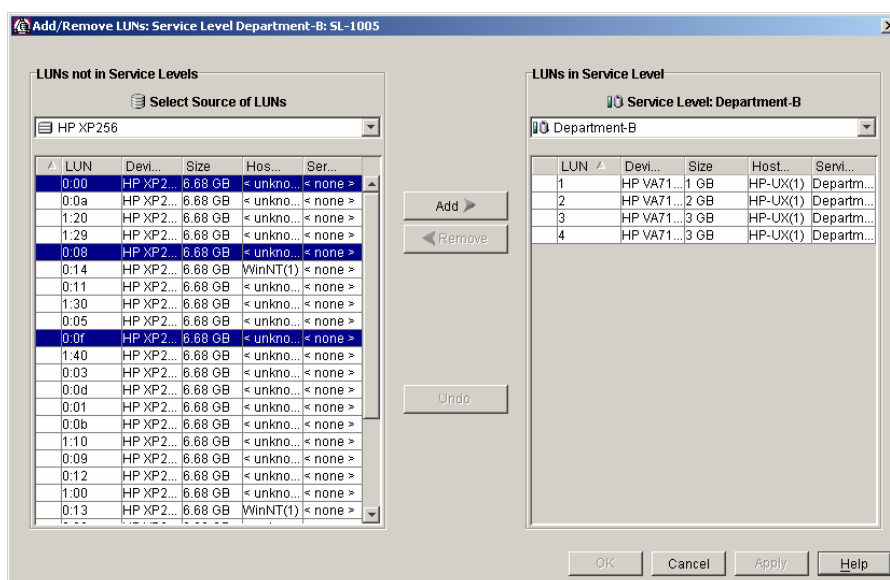 Add/Remove LUNs: Service Level Department-B: SL-1005
LUNs not in Service Levels
Select Source of LUNs
HP XP256
LUN Devi... Size Hos... Ser...
0:00 HP XP2... 6.68 GB < unkno... < none >
0:0a HP XP2... 6.68 GB < unkno... < none >
1:20 HP XP2... 6.68 GB < unkno... < none >
1:29 HP XP2... 6.68 GB < unkno... < none >
0:08 HP XP2... 6.68 GB < unkno... < none >
0:14 HP XP2... 6.68 GB WinNT(1) < none >
0:11 HP XP2... 6.68 GB < unkno... < none >
1:30 HP XP2... 6.68 GB < unkno... < none >
0:05 HP XP2... 6.68 GB < unkno... < none >
0:0f HP XP2... 6.68 GB < unkno... < none >
1:40 HP XP2... 6.68 GB < unkno... < none >
0:03 HP XP2... 6.68 GB < unkno... < none >
0:0d HP XP2... 6.68 GB < unkno... < none >
0:01 HP XP2... 6.68 GB < unkno... < none >
0:0b HP XP2... 6.68 GB < unkno... < none >
1:10 HP XP2... 6.68 GB < unkno... < none >
0:09 HP XP2... 6.68 GB < unkno... < none >
0:12 HP XP2... 6.68 GB < unkno... < none >
1:00 HP XP2... 6.68 GB < unkno... < none >
0:13 HP XP2... 6.68 GB WinNT(1) < none >
Add
Remove
Undo
LUNs in Service Level
Service Level: Department-B
Department-B
LUN Devi... Size Host... Servi...
1 HP VA71... 1 GB HP-UX(1) Departm...
2 HP VA71... 2 GB HP-UX(1) Departm...
3 HP VA71... 3 GB HP-UX(1) Departm...
4 HP VA71... 3 GB HP-UX(1) Departm...
OK Cancel Apply Help